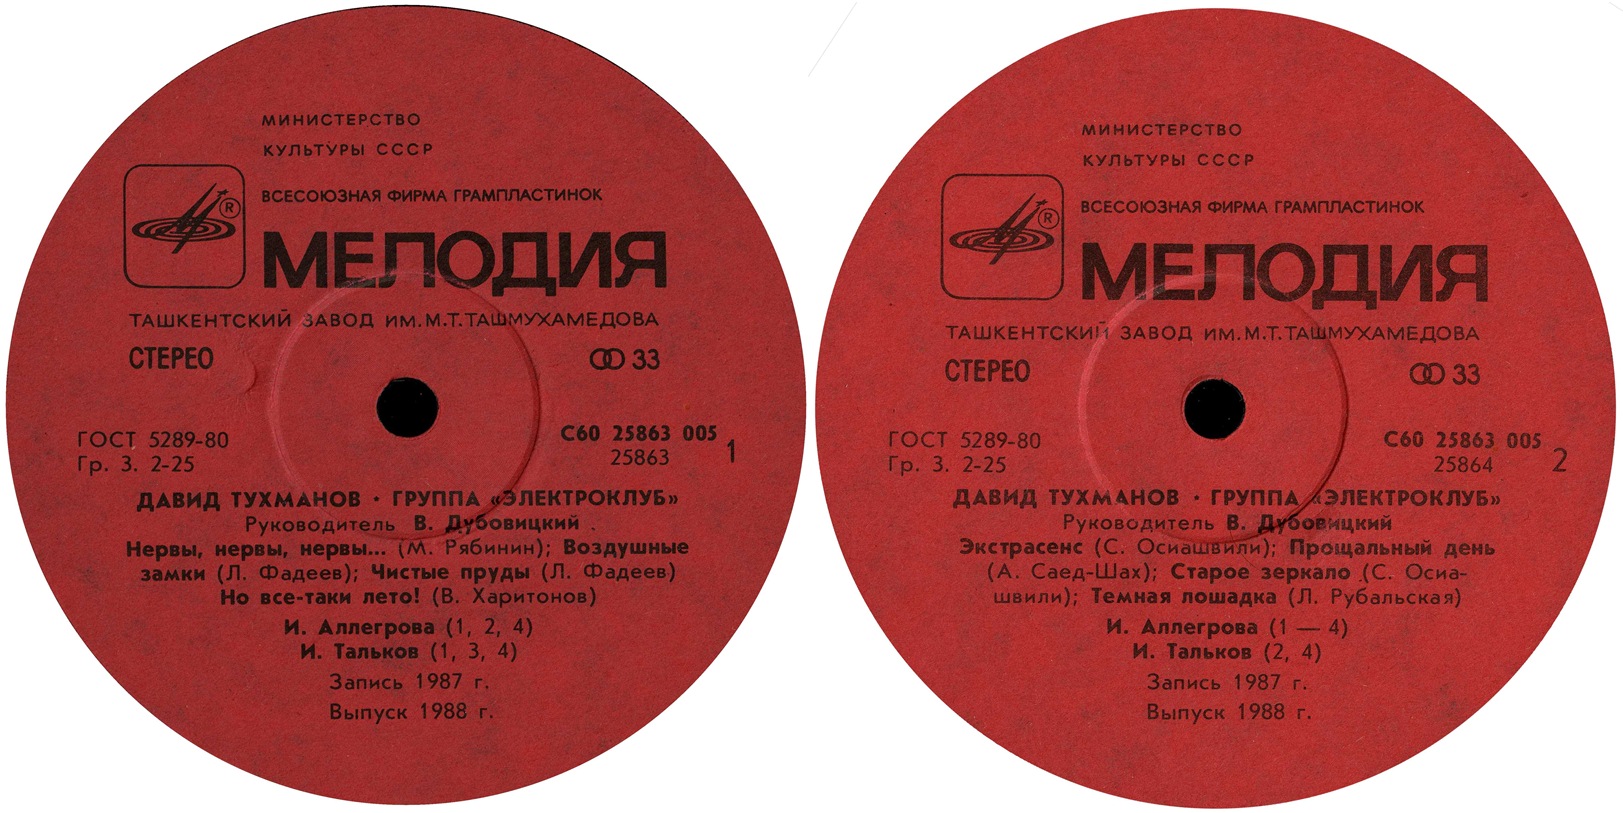 МИНИСТЕРСТВО
КУЛЬТУРЫ СССР
ВСЕСОЮЗНАЯ ФИРМА ГРАМПЛАСТИНОК
R
МЕЛОДИЯ
ТАШКЕНТСКИЙ ЗАВОД ИМ.М.Т.ТАШМУХАМЕДОВА
СТЕРЕО
33
ГОСТ 5289-80
Гр. 3. 2-25
С60 25863 005
25863
1
ДАВИД ТУХМАНОВ · ГРУППА «ЭЛЕКТРОКЛУБ»
Руководитель В. Дубовицкий
Нервы, нервы, нервы... (М. Рябинин); Воздушные
замки (Л. Фадеев); Чистые пруды (Л. Фадеев)
Но все-таки лето! (В. Харитонов)
И. Аллегрова (1, 2, 4)
И. Тальков (1, 3, 4)
Запись 1987 г.
Выпуск 1988 г.
МИНИСТЕРСТВО
КУЛЬТУРЫ СССР
ВСЕСОЮЗНАЯ ФИРМА ГРАМПЛАСТИНОК
R
МЕЛОДИЯ
ТАШКЕНТСКИЙ ЗАВОД ИМ.М.Т.ТАШМУХАМЕДОВА
СТЕРЕО
33
ГОСТ 5289-80
Гр. 3. 2-25
С60 25863 005
25864
2
ДАВИД ТУХМАНОВ · ГРУППА «ЭЛЕКТРОКЛУБ»
Руководитель В. Дубовицкий
Экстрасенс (С. Осиашвили); Прощальный день
(А. Саед-Шах); Старое зеркало (С. Осиа-
швили); Темная лошадка (Л. Рубальская)
И. Аллегрова (1 — 4)
И. Тальков (2, 4)
Запись 1987 г.
Выпуск 1988 г.